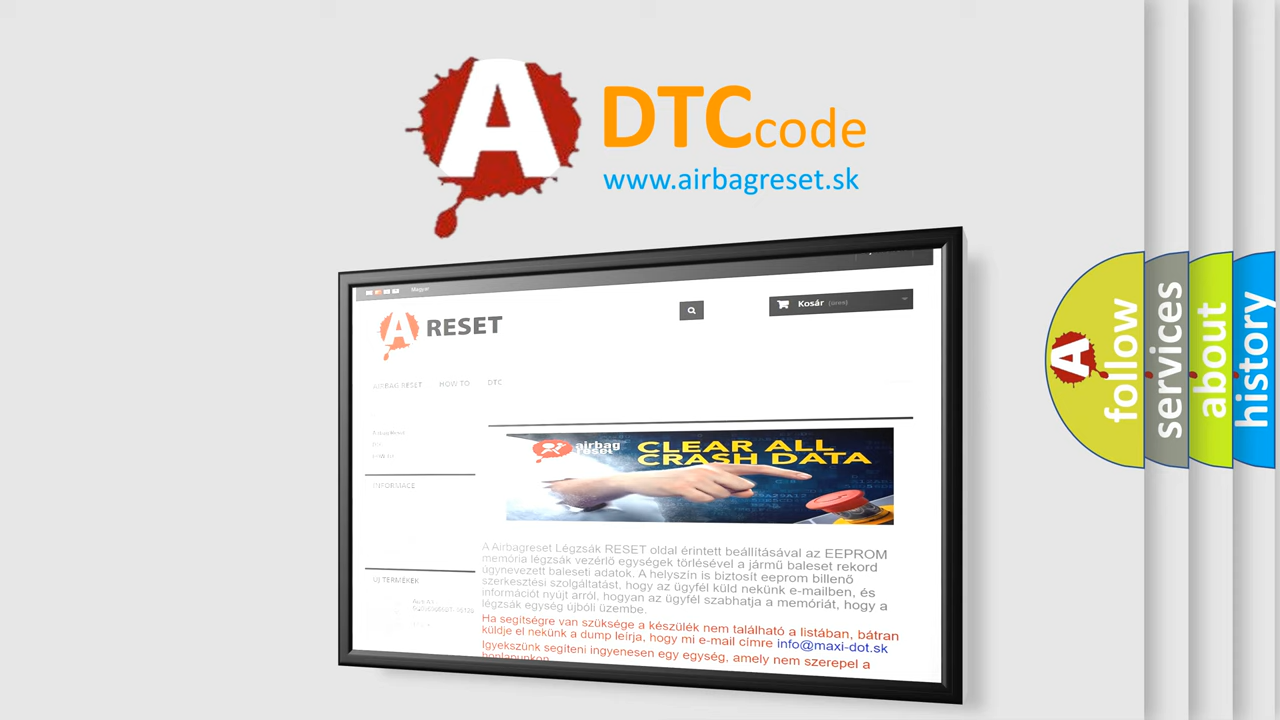 A
DTCcode
www.airbagreset.sk
Magyar
A RESET
Kosár (üres)
AIRBAG RESET HOW TO DTC
INFORMACE
airbag
reset
CLEAR ALL
CRASH DATA
A Airbagreset Légzsák RESET oldal érintett beállításával az EEPROM
memória légzsák vezérlő egységek törlésével a jármű baleset rekord
úgynevezett baleseti adatok. A helyszín is biztosít eeprom billenő
szerkesztési szolgáltatást, hogy az ügyfél küld nekünk e-mailben, és
információt nyújt arról, hogyan az ügyfél szabhatja a memóriát, hogy a
légzsák egység újbóli üzembe.
Ha segítségre van szüksége a készülék nem található a listában, bátran
küldje el nekünk a dump leírja, hogy mi e-mail címre info@maxi-dot.sk
Igyekszünk segíteni ingyenesen egy egység, amely nem szerepel a
honlapunkon
ÚJ TERMÉKEK
A
follow
services
about
history